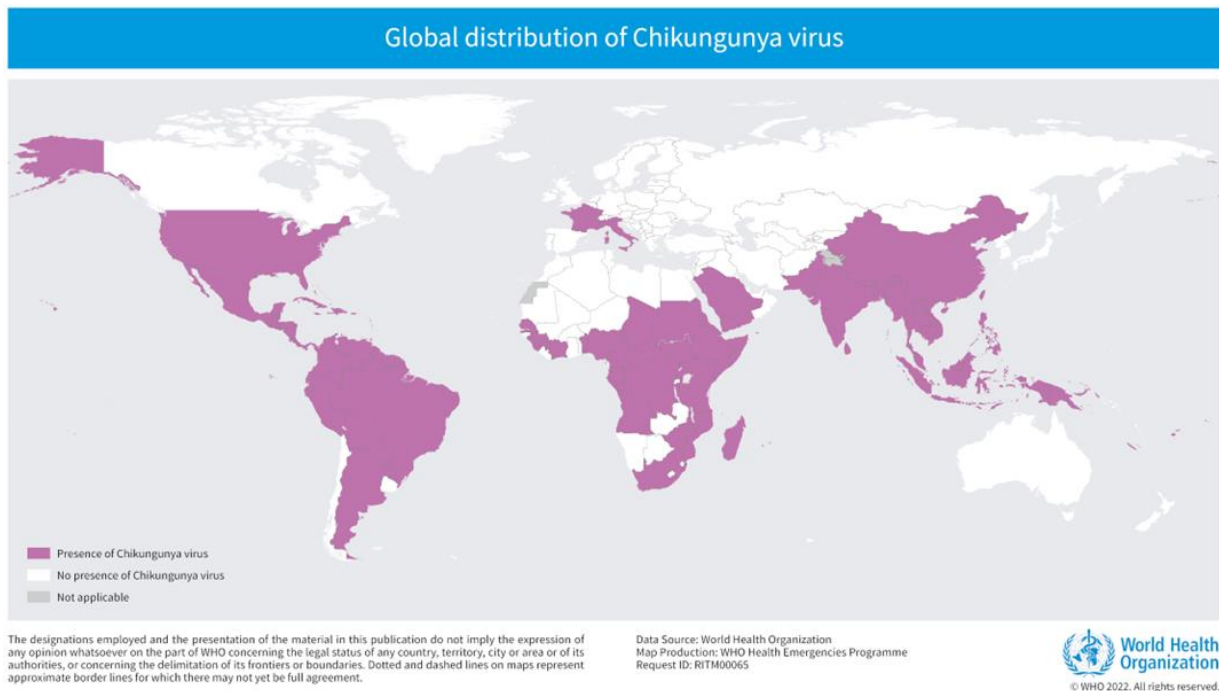 Global distribution of Chikungunya virus
Presence of Chikungunya virus
No presence of Chikungunya virus
Not applicable
The designations employed and the presentation of the material in this publication do not imply the expression of
any opinion whatsoever on the part of WHO concerning the legal status of any country, territory, city or area or of its
authorities, or concerning the delimitation of its frontiers or boundaries. Dotted and dashed lines on maps represent
approximate border lines for which there may not yet be full agreement.
Data Source: World Health Organization
Map Production: WHO Health Emergencies Programme
Request ID: RITM00065
World Health
Organization
© WHO 2022. All rights reserved.